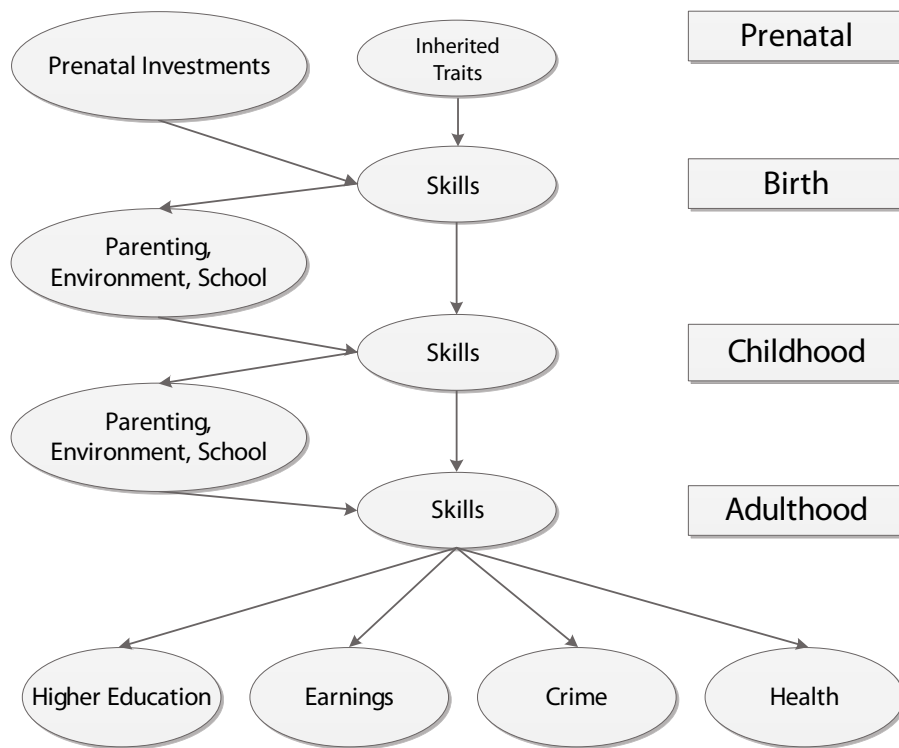 Prenatal Investments
Inherited
Traits
Prenatal
Skills
Birth
Parenting,
Environment, School
Skills
Childhood
Parenting,
Environment, School
Skills
Adulthood
Higher Education
Earnings
Crime
Health